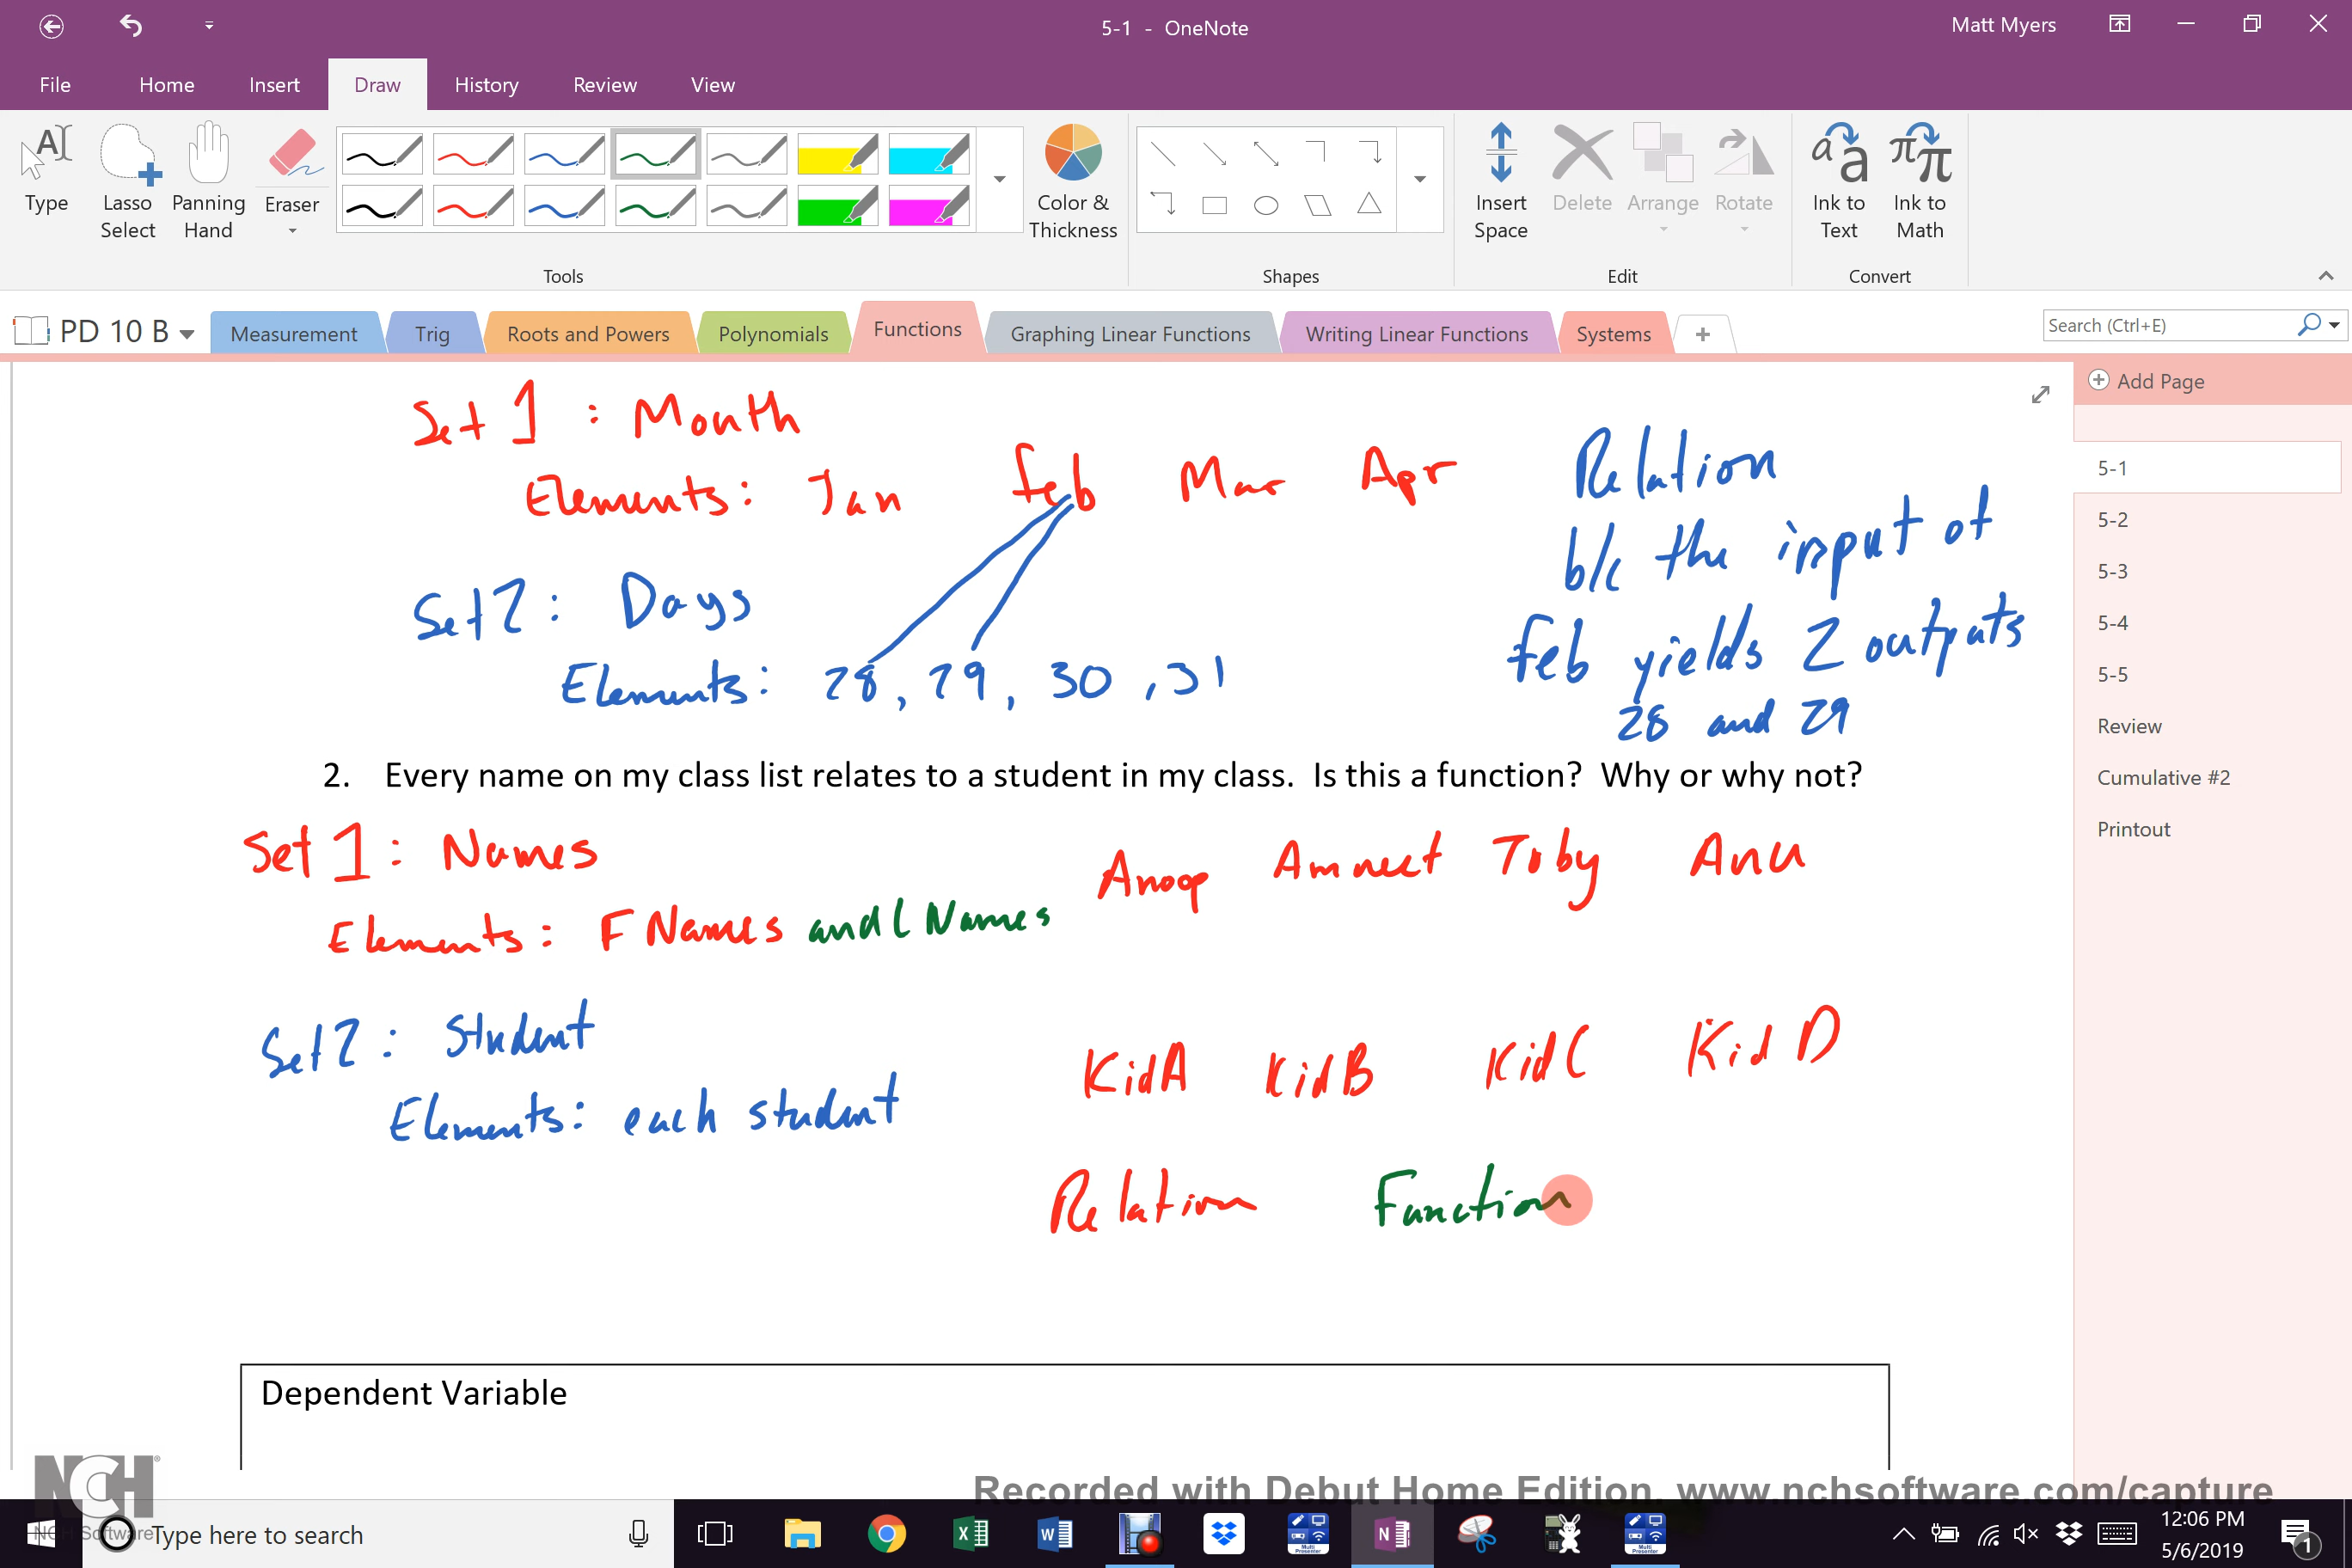 5-1 - OneNote
Matt Myers
File Home Insert Draw History Review View
Type
Lasso Select
Panning Hand
Eraser
Color & Thickness
Insert Space
Delete
Arrange
Rotate
Ink to Text
Ink to Math
Tools Shapes Edit Convert
PD 10 B Measurement Trig Roots and Powers Polynomials Functions Graphing Linear Functions Writing Linear Functions Systems +
Search (Ctrl+E)
Add Page
5-1
5-2
5-3
5-4
5-5
Review
Cumulative #2
Printout
Set 1 : Month
Elements: Jan feb Mar Apr
Set 2 : Days
Elements: 28, 29, 30, 31
Relation
b/c the input of
feb yields 2 outputs
28 and 29
2. Every name on my class list relates to a student in my class. Is this a function? Why or why not?
Set 1 : Names
Anoop Amneet Toby Anu
Elements: F Names and L Names
Set 2 : Student
Kid A Kid B Kid C Kid D
Elements: each student
Relation Function
Dependent Variable
NCH
NCH Software
Recorded with Debut Home Edition. www.nchsoftware.com/capture
Type here to search
12:06 PM
5/6/2019
1